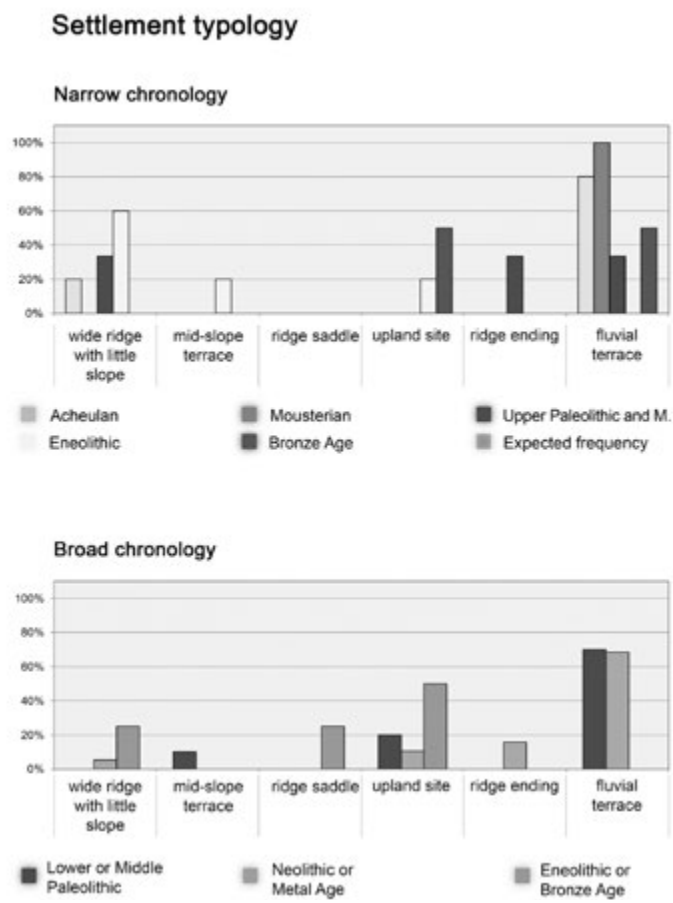 Settlement typology
Narrow chronology
100%
80%
60%
40%
20%
0%
wide ridge
with little
slope
mid-slope
terrace
ridge saddle
upland site
ridge ending
fluvial
terrace
Acheulan
Mousterian
Upper Paleolithic and M.
Eneolithic
Bronze Age
Expected frequency
Broad chronology
100%
80%
60%
40%
20%
0%
wide ridge
with little
slope
mid-slope
terrace
ridge saddle
upland site
ridge ending
fluvial
terrace
Lower or Middle
Paleolithic
Neolithic or
Metal Age
Eneolithic or
Bronze Age